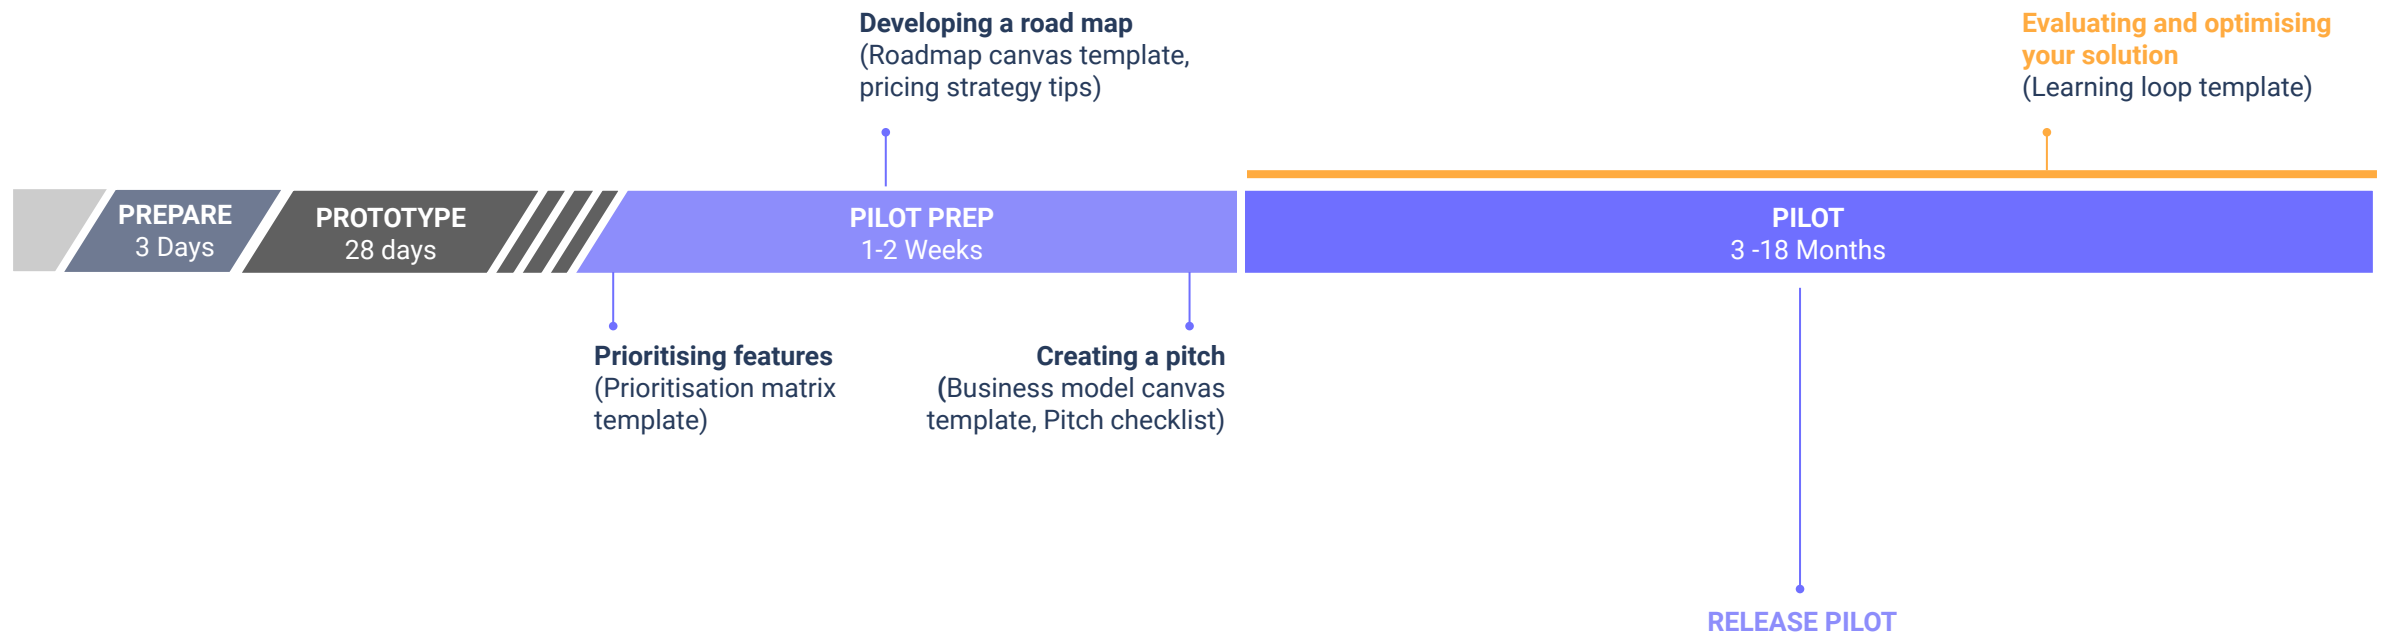 Developing a road map
(Roadmap canvas template,
pricing strategy tips)
Evaluating and optimising
your solution
(Learning loop template)
PREPARE
3 Days
PROTOTYPE
28 days
PILOT PREP
1-2 Weeks
PILOT
3 -18 Months
Prioritising features
(Prioritisation matrix
template)
Creating a pitch
(Business model canvas
template, Pitch checklist)
RELEASE PILOT